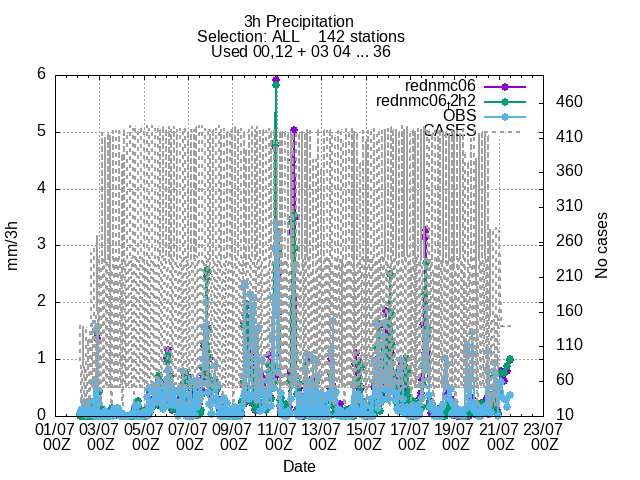 3h Precipitation
Selection: ALL 142 stations
Used 00,12 + 03 04 ... 36
rednmc06
rednmc06,2h2
OBS
CASES
mm/3h
6
5
4
3
2
1
0
460
410
360
310
260
210
160
110
60
10
No cases
01/07 03/07 05/07 07/07 09/07 11/07 13/07 15/07 17/07 19/07 21/07 23/07
00Z 00Z 00Z 00Z 00Z 00Z 00Z 00Z 00Z 00Z 00Z 00Z
Date